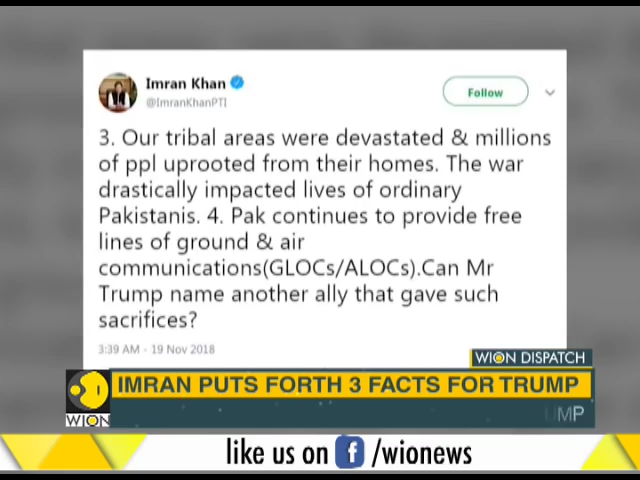 Imran Khan
@ImranKhanPTI
Follow
3. Our tribal areas were devastated & millions
of ppl uprooted from their homes. The war
drastically impacted lives of ordinary
Pakistanis. 4. Pak continues to provide free
lines of ground & air
communications(GLOCs/ALOCs).Can Mr
Trump name another ally that gave such
sacrifices?
3:39 AM - 19 Nov 2018
WION DISPATCH
IMRAN PUTS FORTH 3 FACTS FOR TRUMP
WION
UMP
like us on f /wionews